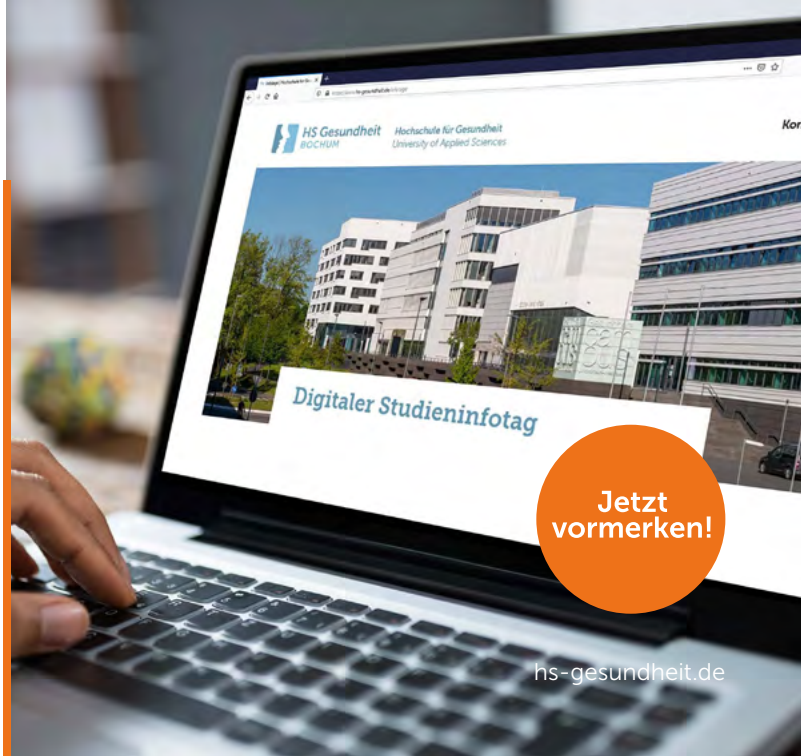 HS Gesundheit
BOCHUM
Hochschule für Gesundheit
University of Applied Sciences
Digitaler Studieninfotag
Jetzt
vormerken!
hs-gesundheit.de